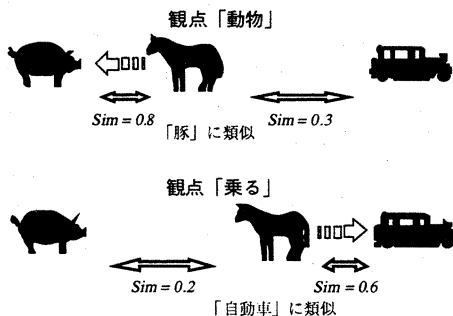 観点「動物」
Sim = 0.8
Sim = 0.3
「豚」に類似
観点「乗る」
Sim = 0.2
Sim = 0.6
「自動車」に類似